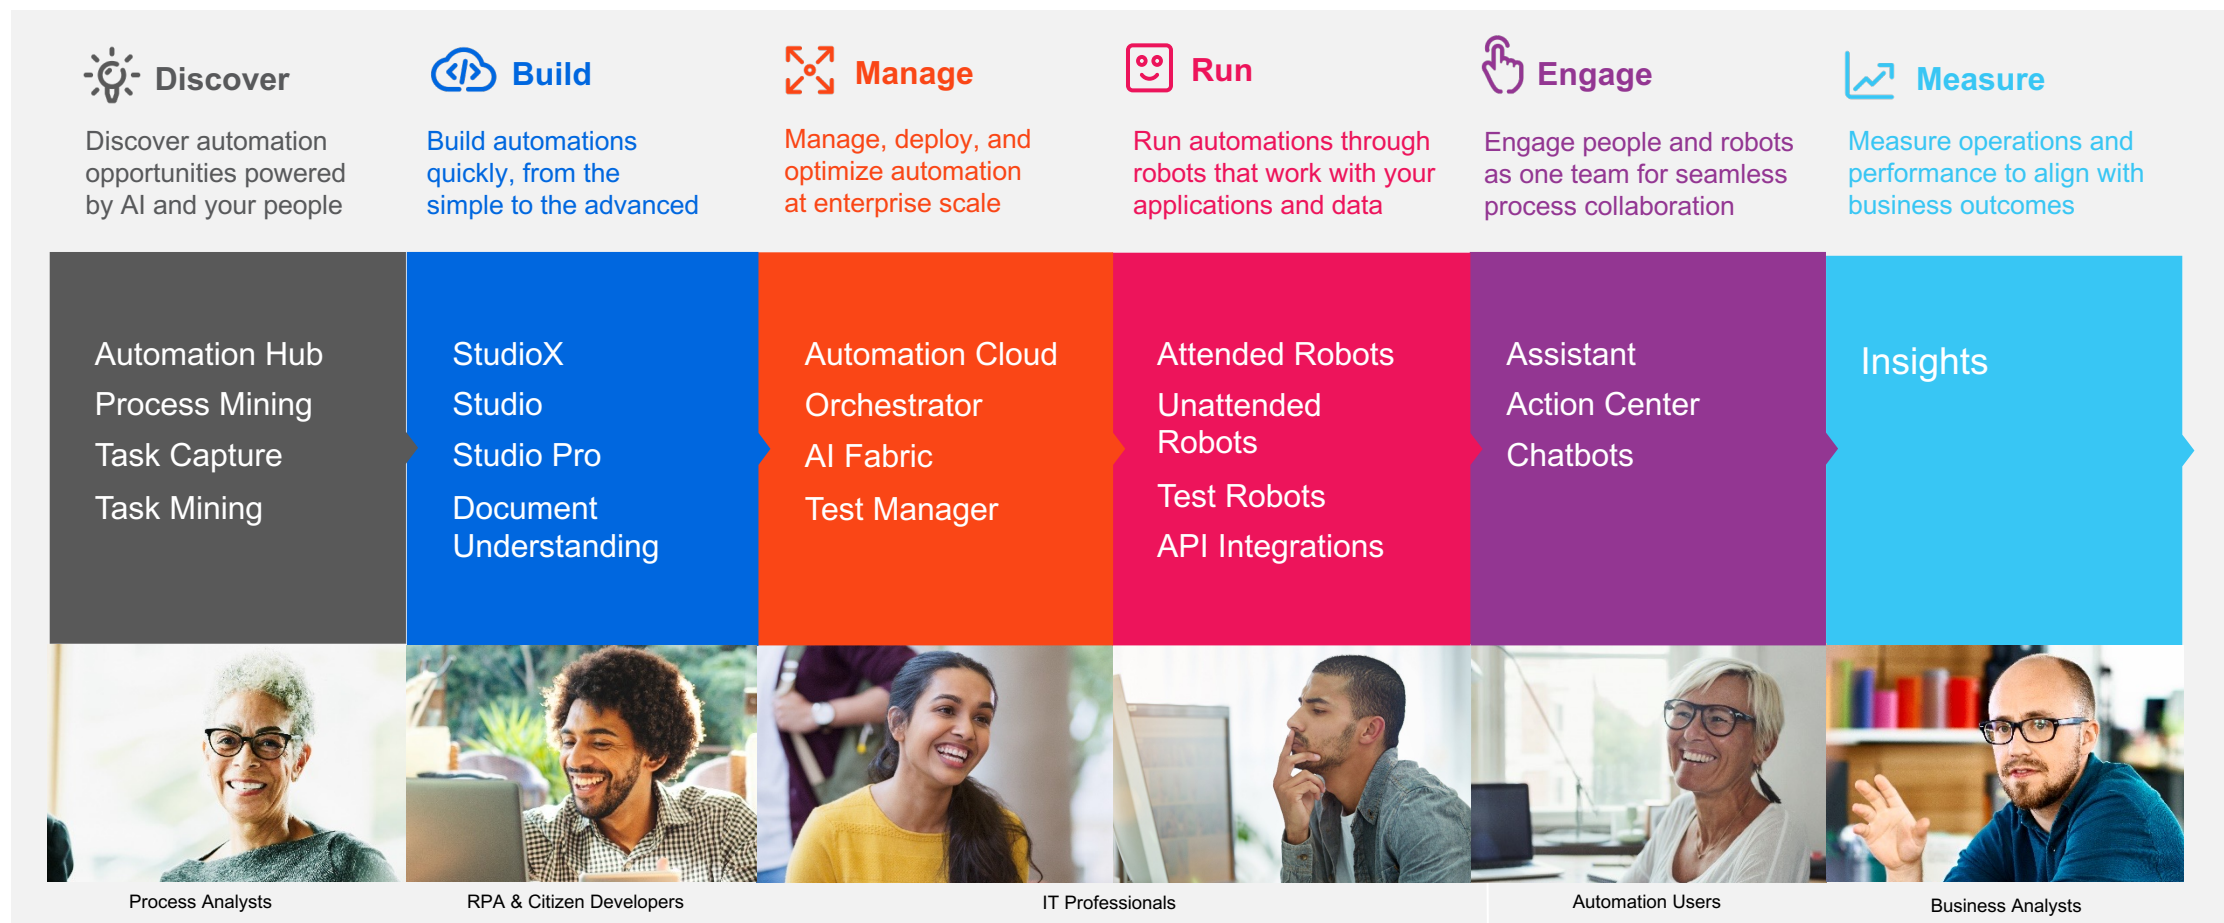 Discover
Discover automation
opportunities powered
by AI and your people
Automation Hub
Process Mining
Task Capture
Task Mining
Process Analysts
Build
Build automations
quickly, from the
simple to the advanced
StudioX
Studio
Studio Pro
Document
Understanding
RPA & Citizen Developers
Manage
Manage, deploy, and
optimize automation
at enterprise scale
Automation Cloud
Orchestrator
AI Fabric
Test Manager
Run
Run automations through
robots that work with your
applications and data
Attended Robots
Unattended
Robots
Test Robots
API Integrations
IT Professionals
Engage
Engage people and robots
as one team for seamless
process collaboration
Assistant
Action Center
Chatbots
Automation Users
Measure
Measure operations and
performance to align with
business outcomes
Insights
Business Analysts